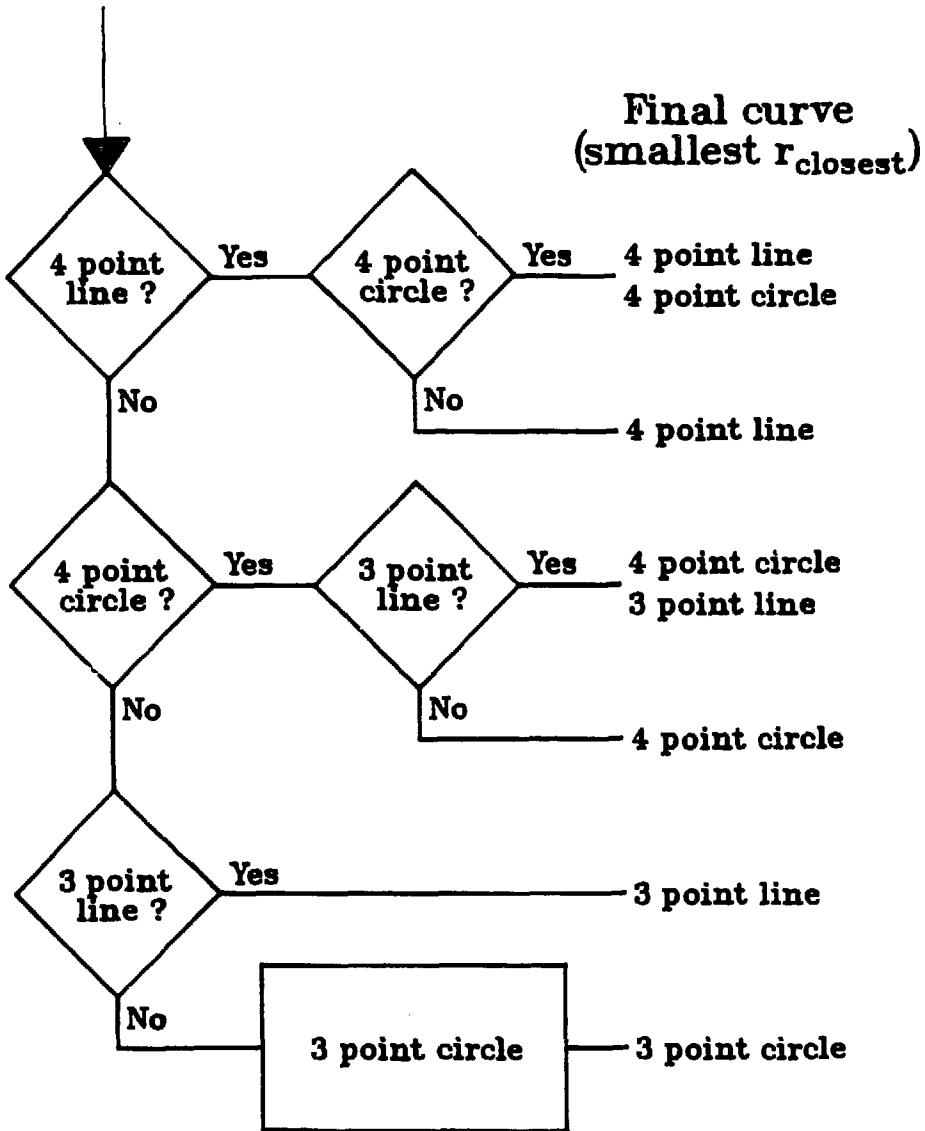 Final curve
(smallest r_closest)
4 point
line ?
Yes
4 point
circle ?
Yes
4 point line
4 point circle
No
No
4 point line
4 point
circle ?
Yes
3 point
line ?
Yes
4 point circle
3 point line
No
No
4 point circle
3 point
line ?
Yes
3 point line
No
3 point circle
3 point circle